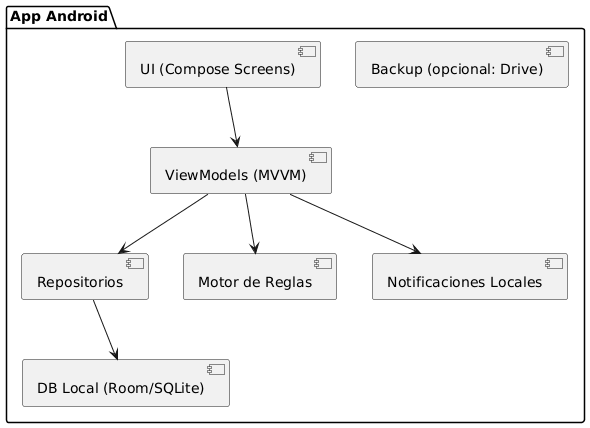 App Android
UI (Compose Screens)
Backup (opcional: Drive)
ViewModels (MVVM)
Repositorios
Motor de Reglas
Notificaciones Locales
DB Local (Room/SQLite)